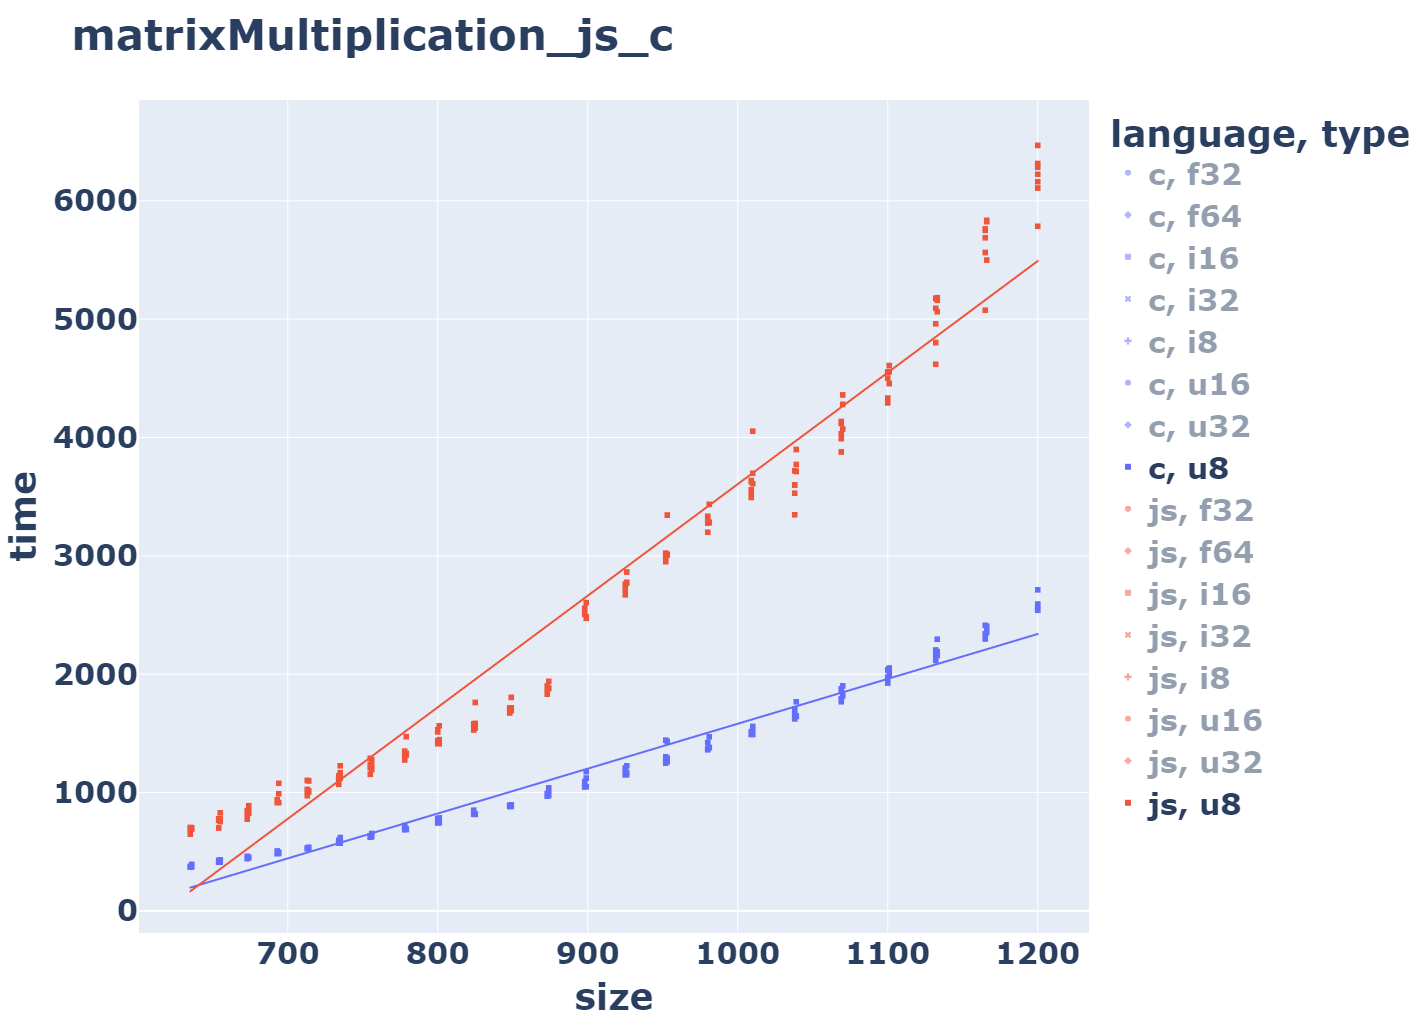 matrixMultiplication_js_c
language, type
c, f32
c, f64
c, i16
c, i32
c, i8
c, u16
c, u32
c, u8
js, f32
js, f64
js, i16
js, i32
js, i8
js, u16
js, u32
js, u8
time
6000
5000
4000
3000
2000
1000
0
700 800 900 1000 1100 1200
size